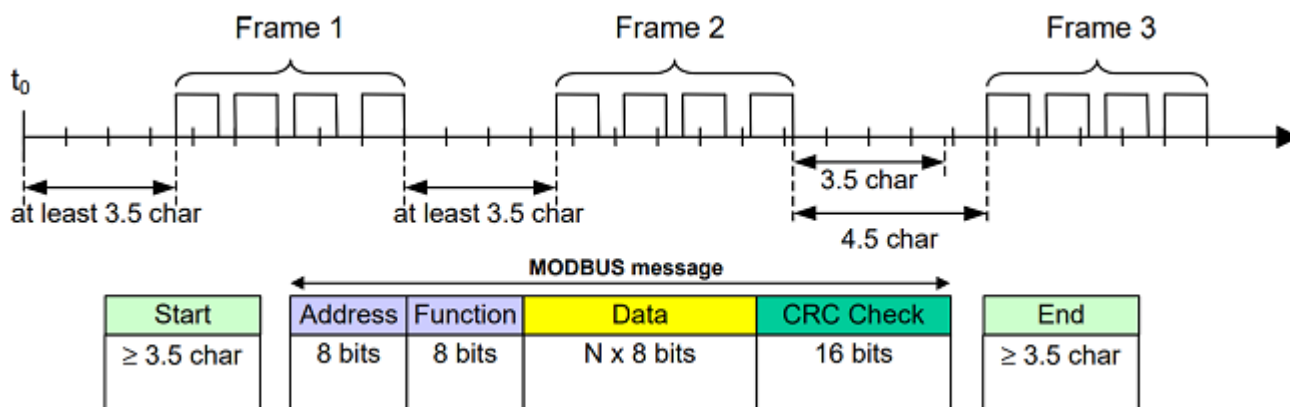 Frame 1 Frame 2 Frame 3
t0
at least 3.5 char at least 3.5 char 3.5 char
4.5 char
MODBUS message
Start Address Function Data CRC Check End
≥ 3.5 char 8 bits 8 bits N x 8 bits 16 bits ≥ 3.5 char